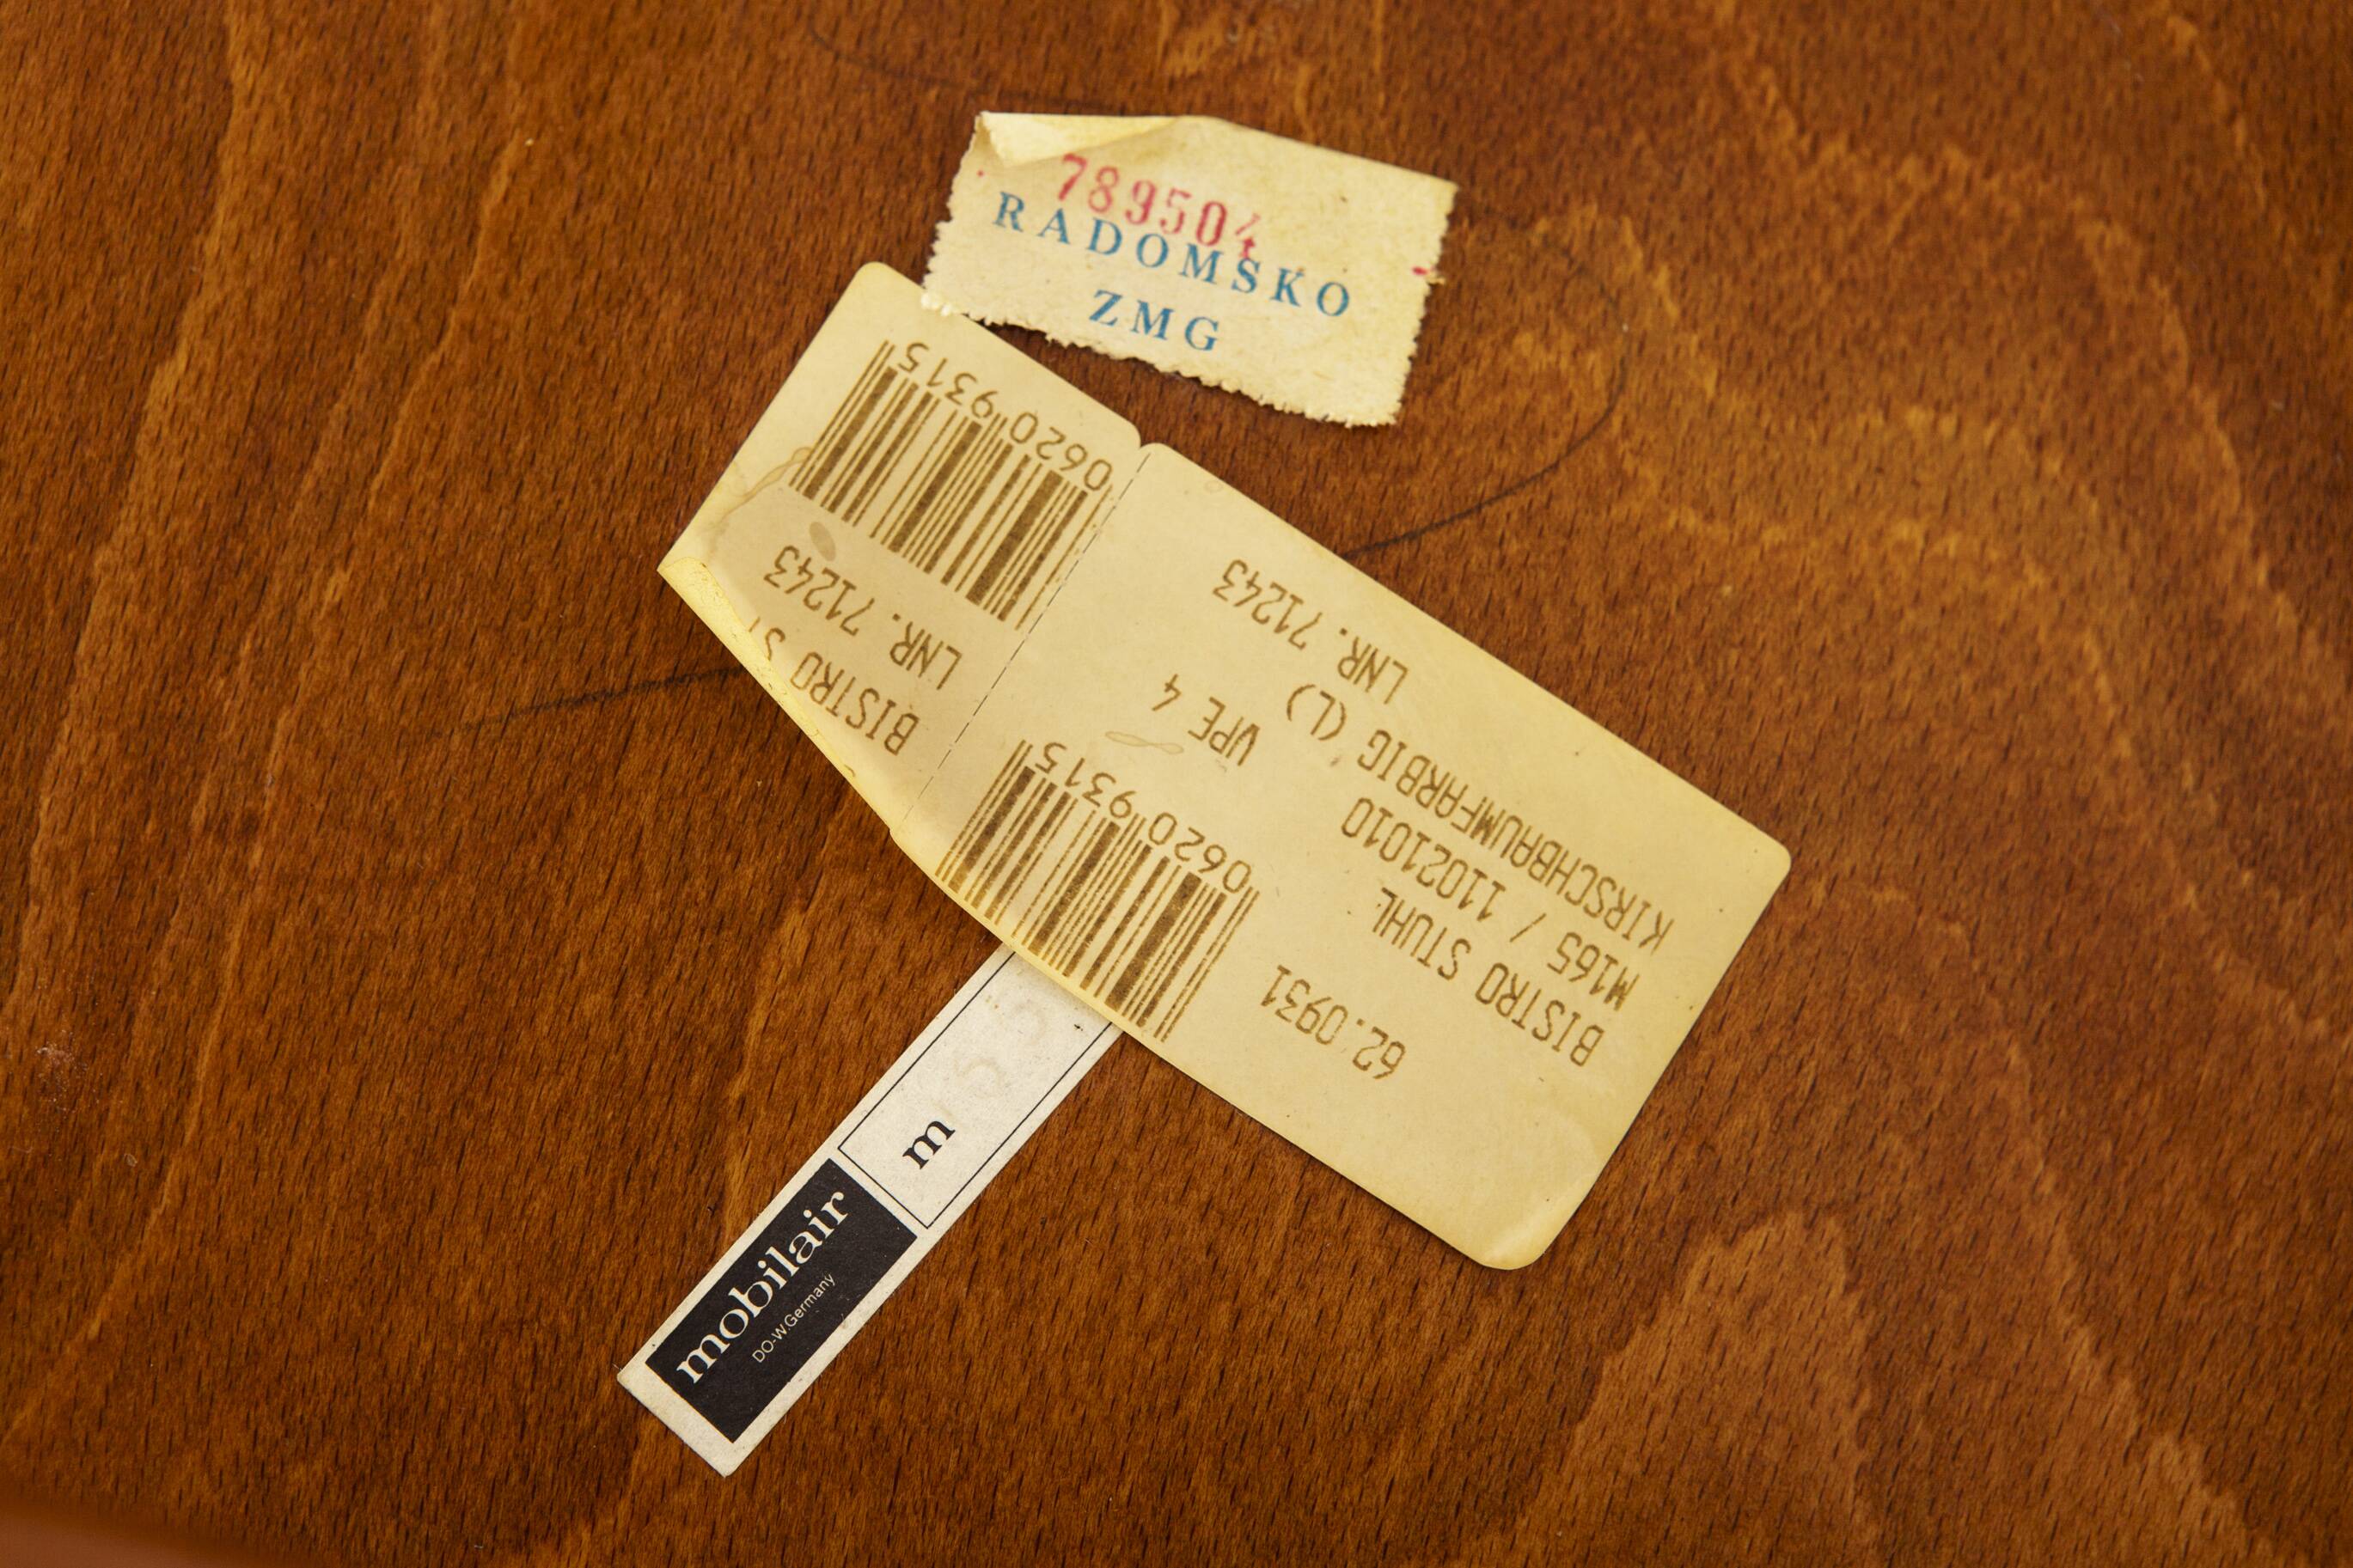 789504
RADOMSKO
ZMG
62.0931
BISTRO STUHL
M165 / 11021010
KIRSCHBAUMFARBIG (L)
VPE 4
LNR. 71243
0620 9315
BISTRO
LNR. 71243
0620 9315
m
mobilair
DO-W.Germany